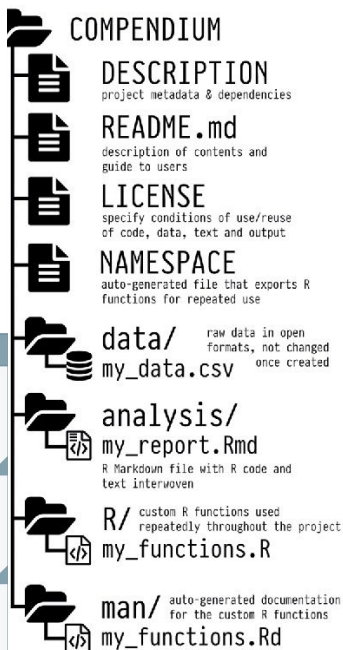 COMPENDIUM
DESCRIPTION
project metadata & dependencies
README.md
description of contents and
guide to users
LICENSE
specify conditions of use/reuse
of code, data, text and output
NAMESPACE
auto-generated file that exports R
functions for repeated use
data/
raw data in open
formats, not changed
once created
my_data.csv
analysis/
my_report.Rmd
R Markdown file with R code and
text interwoven
R/
custom R functions used
repeatedly throughout the project
my_functions.R
man/
auto-generated documentation
for the custom R functions
my_functions.Rd